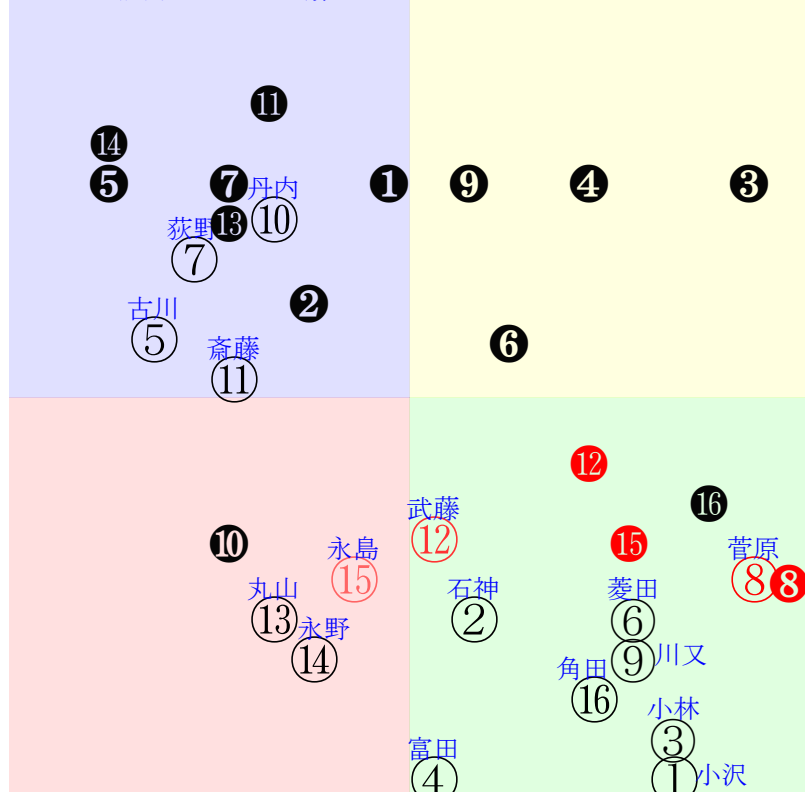 ⓫
⓮
❺
❼
丹内
❶
❾
❹
❸
荻野
⓭
⑩
⑦
古川
❷
⑤
斎藤
❻
⑪
⓬
武藤
⓰
⑫
❿
永島
⓯
菅原
⑮
⑧
❽
丸山
石神
菱田
⑬
永野
②
⑥
⑭
⑨
川又
角田
⑯
小林
③
富田
④
①
小沢